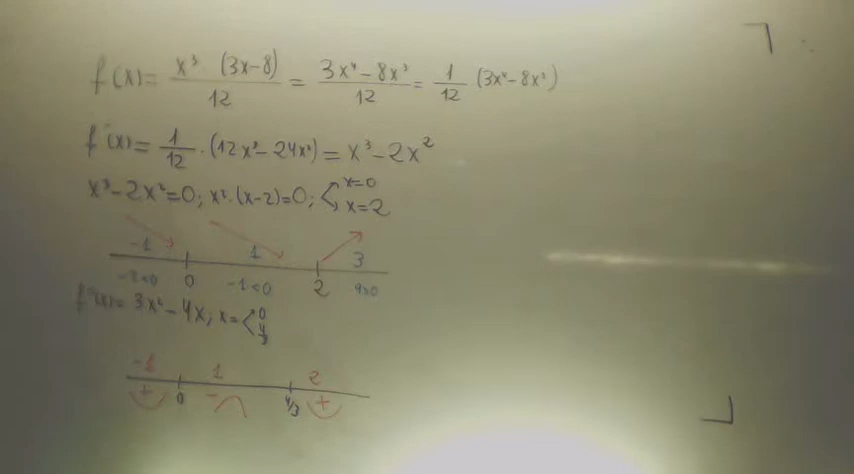 f(x) = x³ (3x-8) / 12 = 3x⁴ - 8x³ / 12 = 1/12 · (3x⁴ - 8x³)
f'(x) = 1/12 · (12x³ - 24x²) = x³ - 2x²
x³ - 2x² = 0; x² · (x-2) = 0; < x=0 x=2
-1 1 3
0 2
-3<0 -1<0 9>0
f''(x) = 3x² - 4x; x = < 0 4/3
-1 1 2
+ 0 - 4/3 +